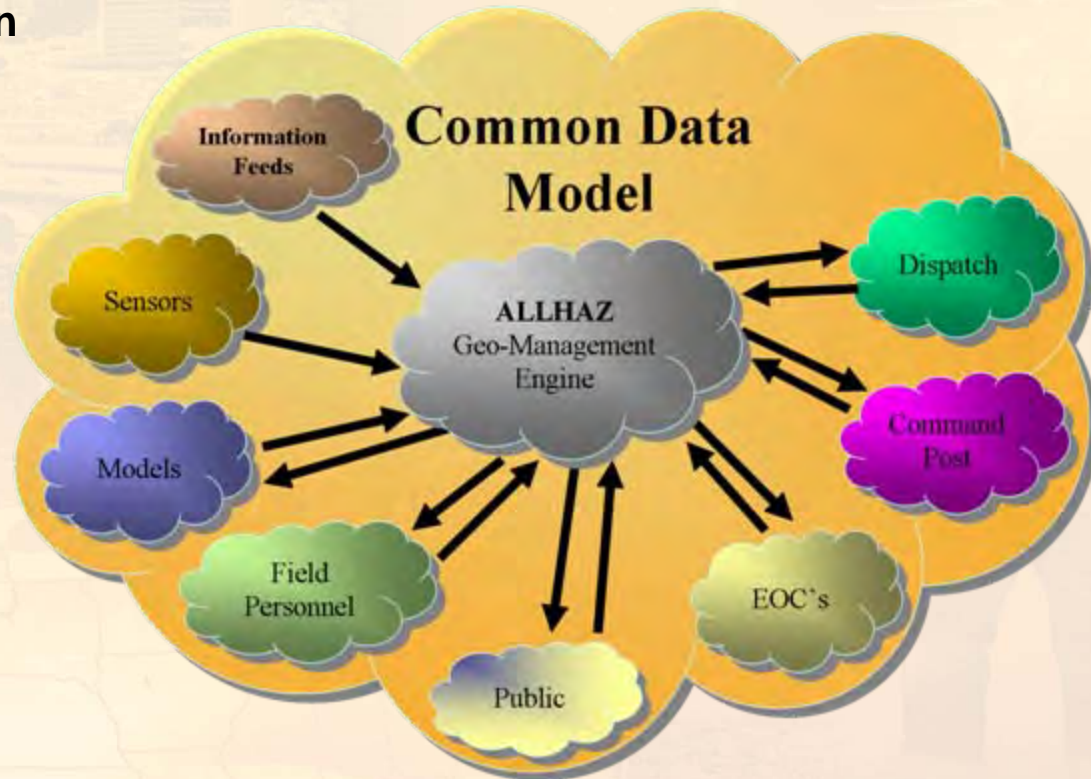 n
Common Data
Model
Information
Feeds
Sensors
ALLHAZ
Geo-Management
Engine
Dispatch
Models
Command
Post
Field
Personnel
EOC`s
Public